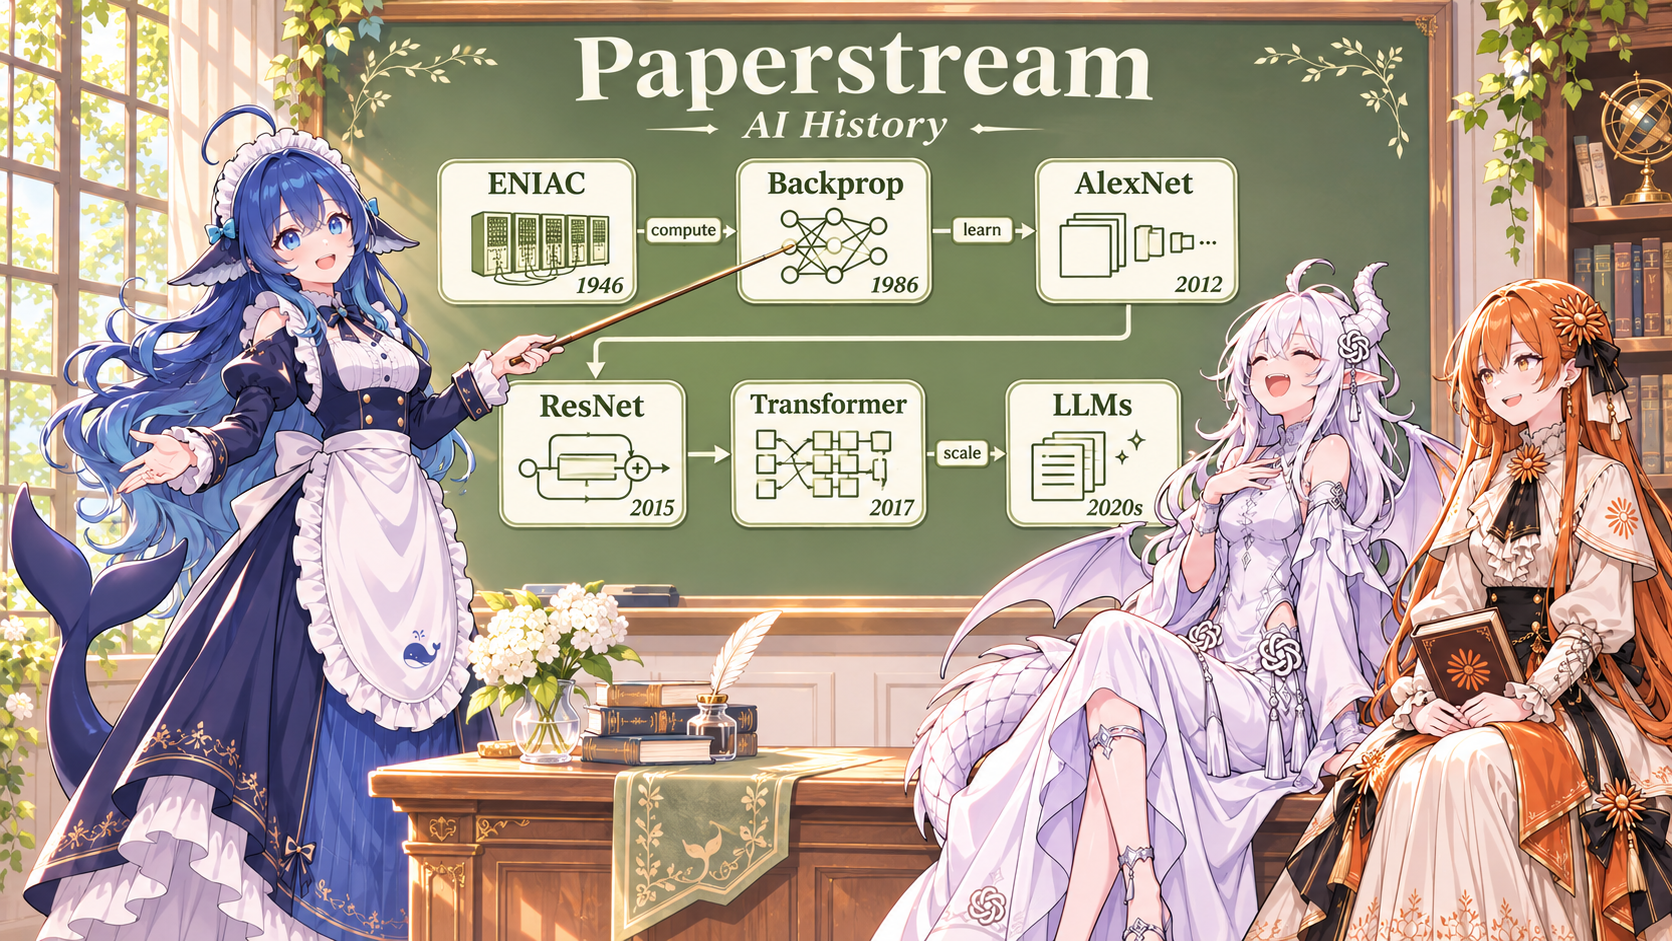 Paperstream
AI History
ENIAC
1946
compute
Backprop
1986
learn
AlexNet
...
2012
ResNet
2015
Transformer
2017
scale
LLMs
2020s